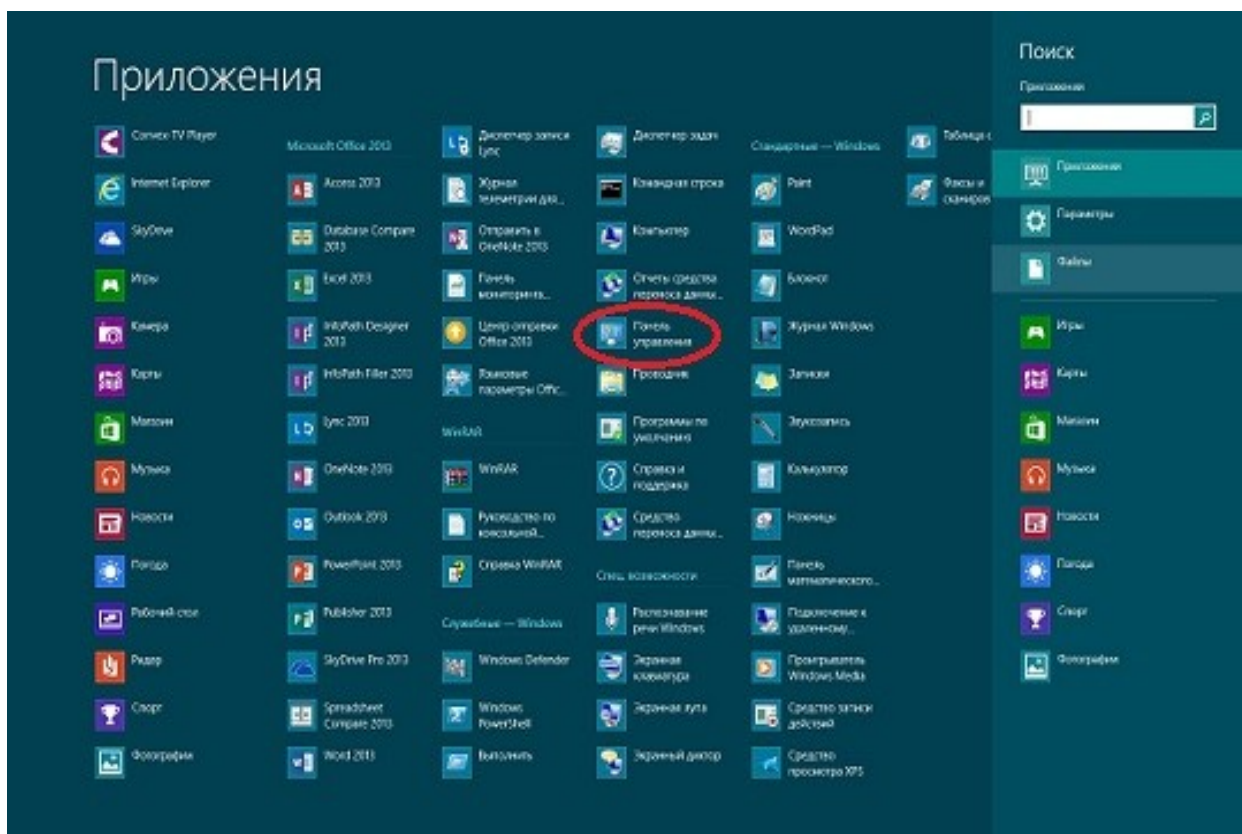 Приложения
Convex TV Player
Internet Explorer
SkyDrive
Игры
Камера
Карты
Магазин
Музыка
Новости
Погода
Рабочий стол
Ридер
Спорт
Фотографии
Microsoft Office 2013
Access 2013
Database Compare
2013
Excel 2013
InfoPath Designer
2013
InfoPath Filler 2013
Lync 2013
OneNote 2013
Outlook 2013
PowerPoint 2013
Publisher 2013
SkyDrive Pro 2013
Spreadsheet
Compare 2013
Word 2013
Диспетчер записи
Lync
Журнал
телеметрии для...
Отправить в
OneNote 2013
Панель
мониторинга...
Центр отправки
Office 2013
Языковые
параметры Offic...
WinRAR
WinRAR
Руководство по
консольной...
Справка WinRAR
Служебные — Windows
Windows Defender
Windows
PowerShell
Выполнить
Диспетчер задач
Командная строка
Компьютер
Отчеты средства
переноса данны...
Панель
управления
Проводник
Программы по
умолчанию
Справка и
поддержка
Средство
переноса данны...
Спец. возможности
Распознавание
речи Windows
Экранная
клавиатура
Экранная лупа
Экранный диктор
Стандартные — Windows
Paint
WordPad
Блокнот
Журнал Windows
Записки
Звукозапись
Калькулятор
Ножницы
Панель
математического...
Подключение к
удаленному...
Проигрыватель
Windows Media
Средство записи
действий
Средство
просмотра XPS
Таблица с
Факсы и
сканиров
Поиск
Приложения
Приложения
Параметры
Файлы
Игры
Карты
Магазин
Музыка
Новости
Погода
Спорт
Фотографии